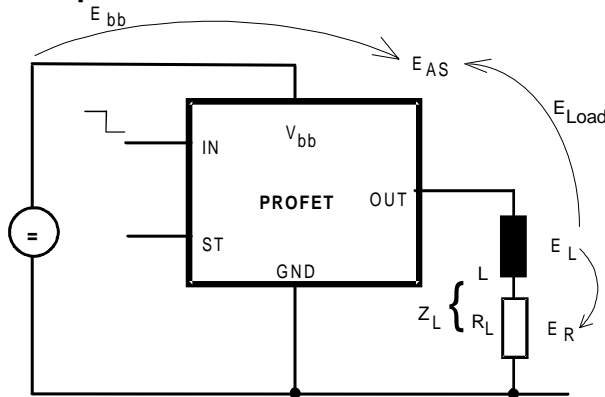 E bb
E AS
E Load
V bb
IN
PROFET
OUT
=
ST
GND
E L
L
Z L { R L
E R